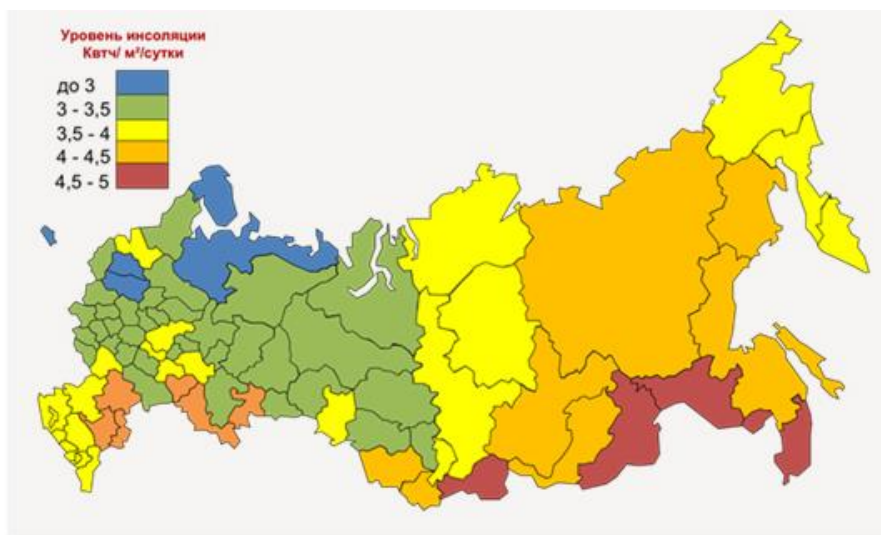 Уровень инсоляции
Квтч/ м²/сутки
до 3
3 - 3,5
3,5 - 4
4 - 4,5
4,5 - 5